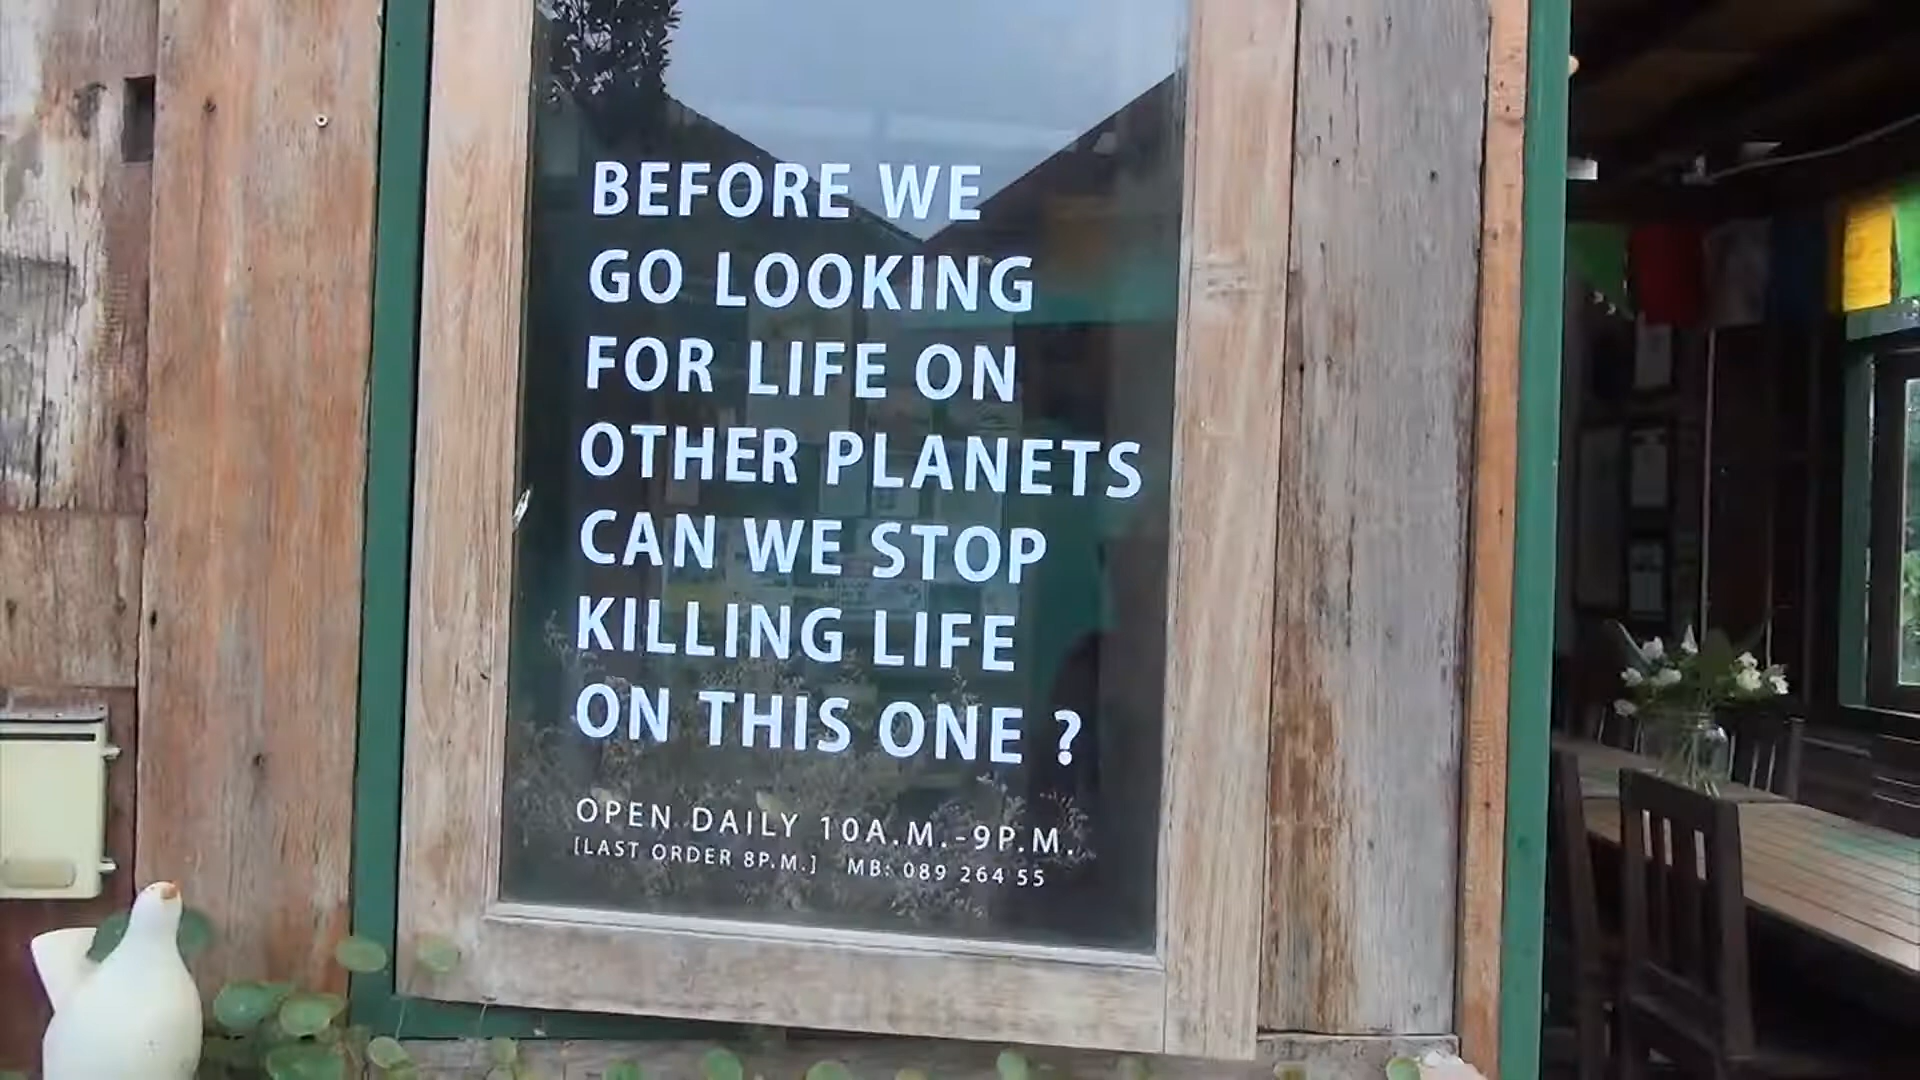 BEFORE WE
GO LOOKING
FOR LIFE ON
OTHER PLANETS
CAN WE STOP
KILLING LIFE
ON THIS ONE ?
OPEN DAILY 10A.M.-9P.M.
[LAST ORDER 8P.M.] MB: 089 264 55